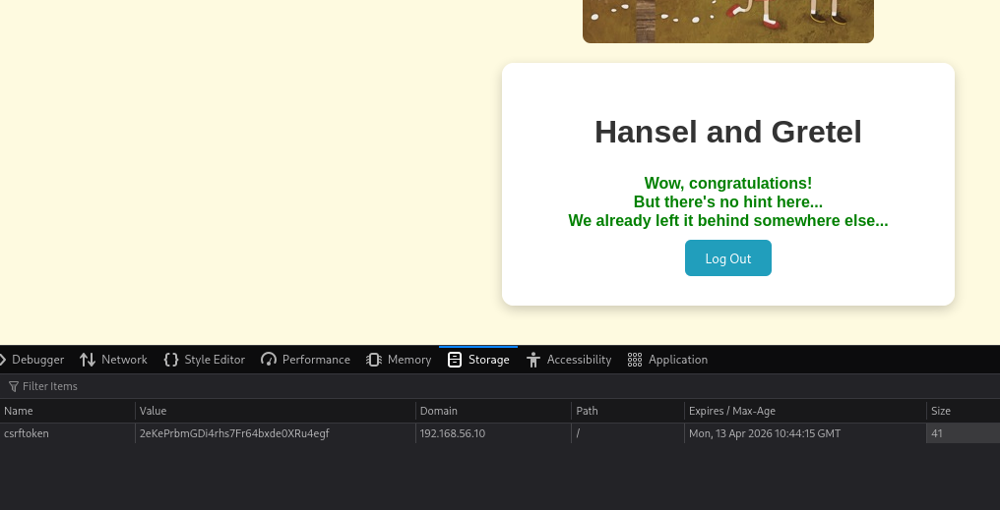 Hansel and Gretel
Wow, congratulations!
But there's no hint here...
We already left it behind somewhere else...
Log Out
Debugger Network Style Editor Performance Memory Storage Accessibility Application
Filter Items
Name Value Domain Path Expires / Max-Age Size
csrftoken 2eKePrbmGDi4rhs7Fr64bxde0XRu4egf 192.168.56.10 / Mon, 13 Apr 2026 10:44:15 GMT 41